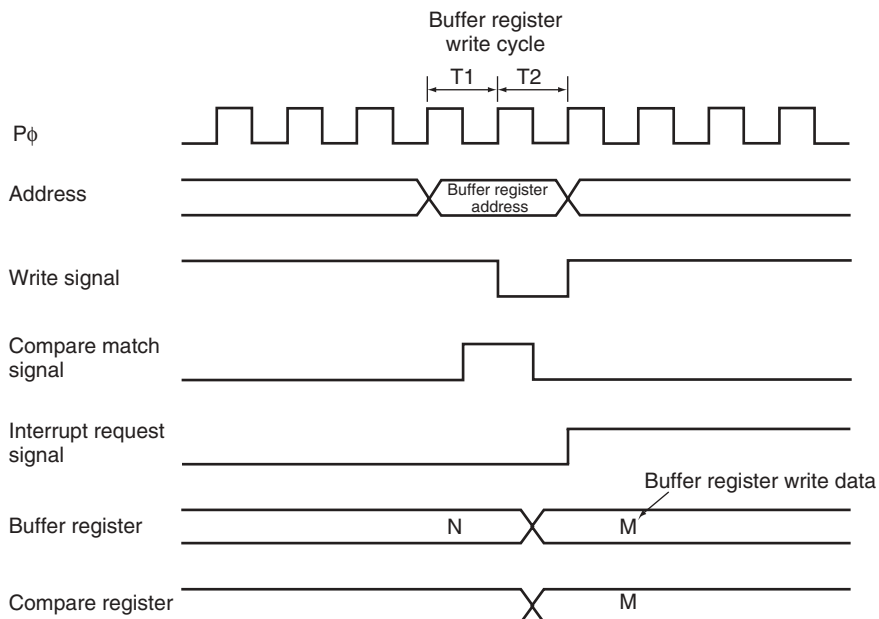 Buffer register
write cycle
T1 T2
Pϕ
Address
Buffer register
address
Write signal
Compare match
signal
Interrupt request
signal
Buffer register write data
Buffer register N M
Compare register M